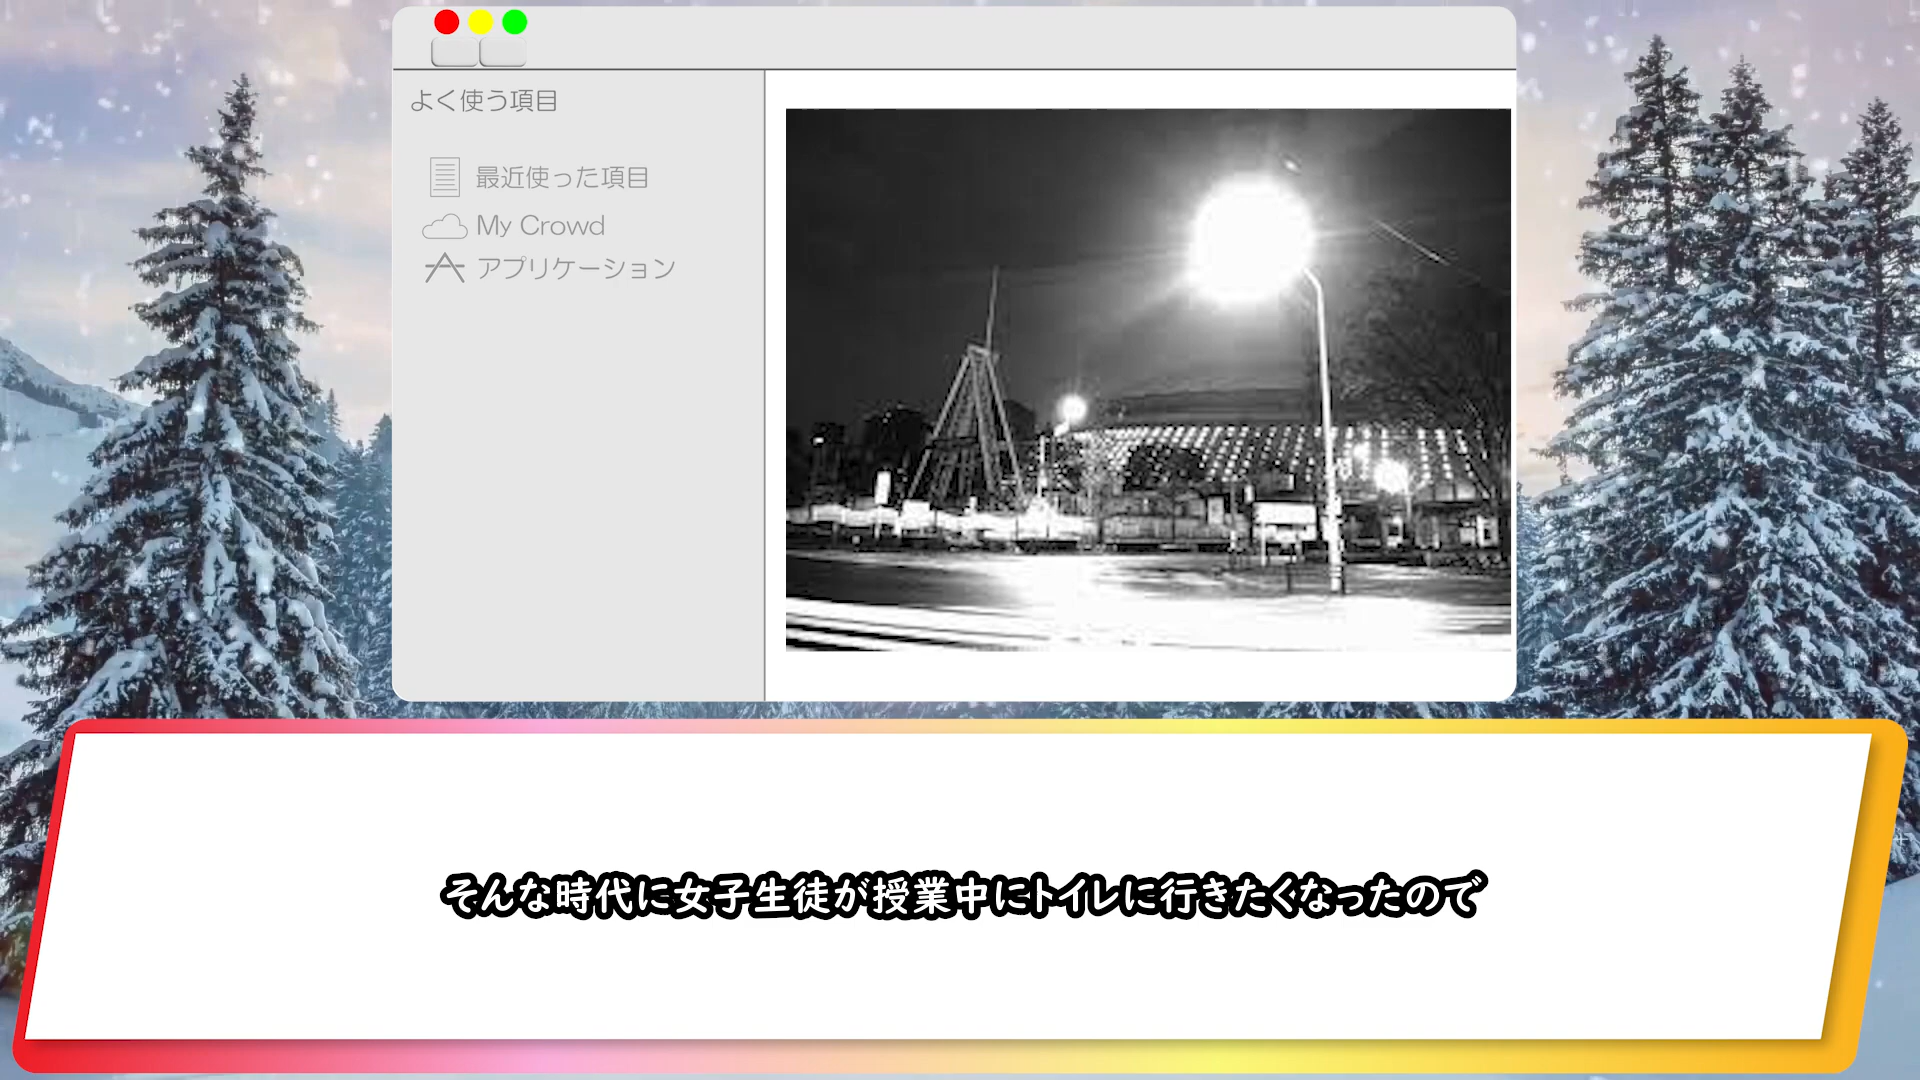 よく使う項目
最近使った項目
My Crowd
アプリケーション
そんな時代に女子生徒が授業中にトイレに行きたくなったので